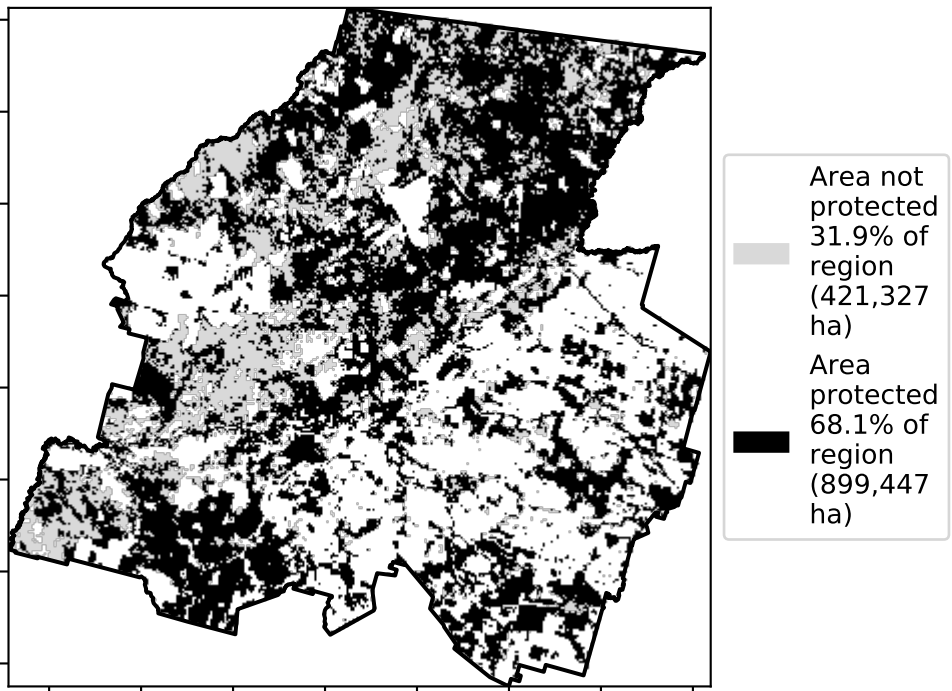 Area not
protected
31.9% of
region
(421,327
ha)
Area
protected
68.1% of
region
(899,447
ha)